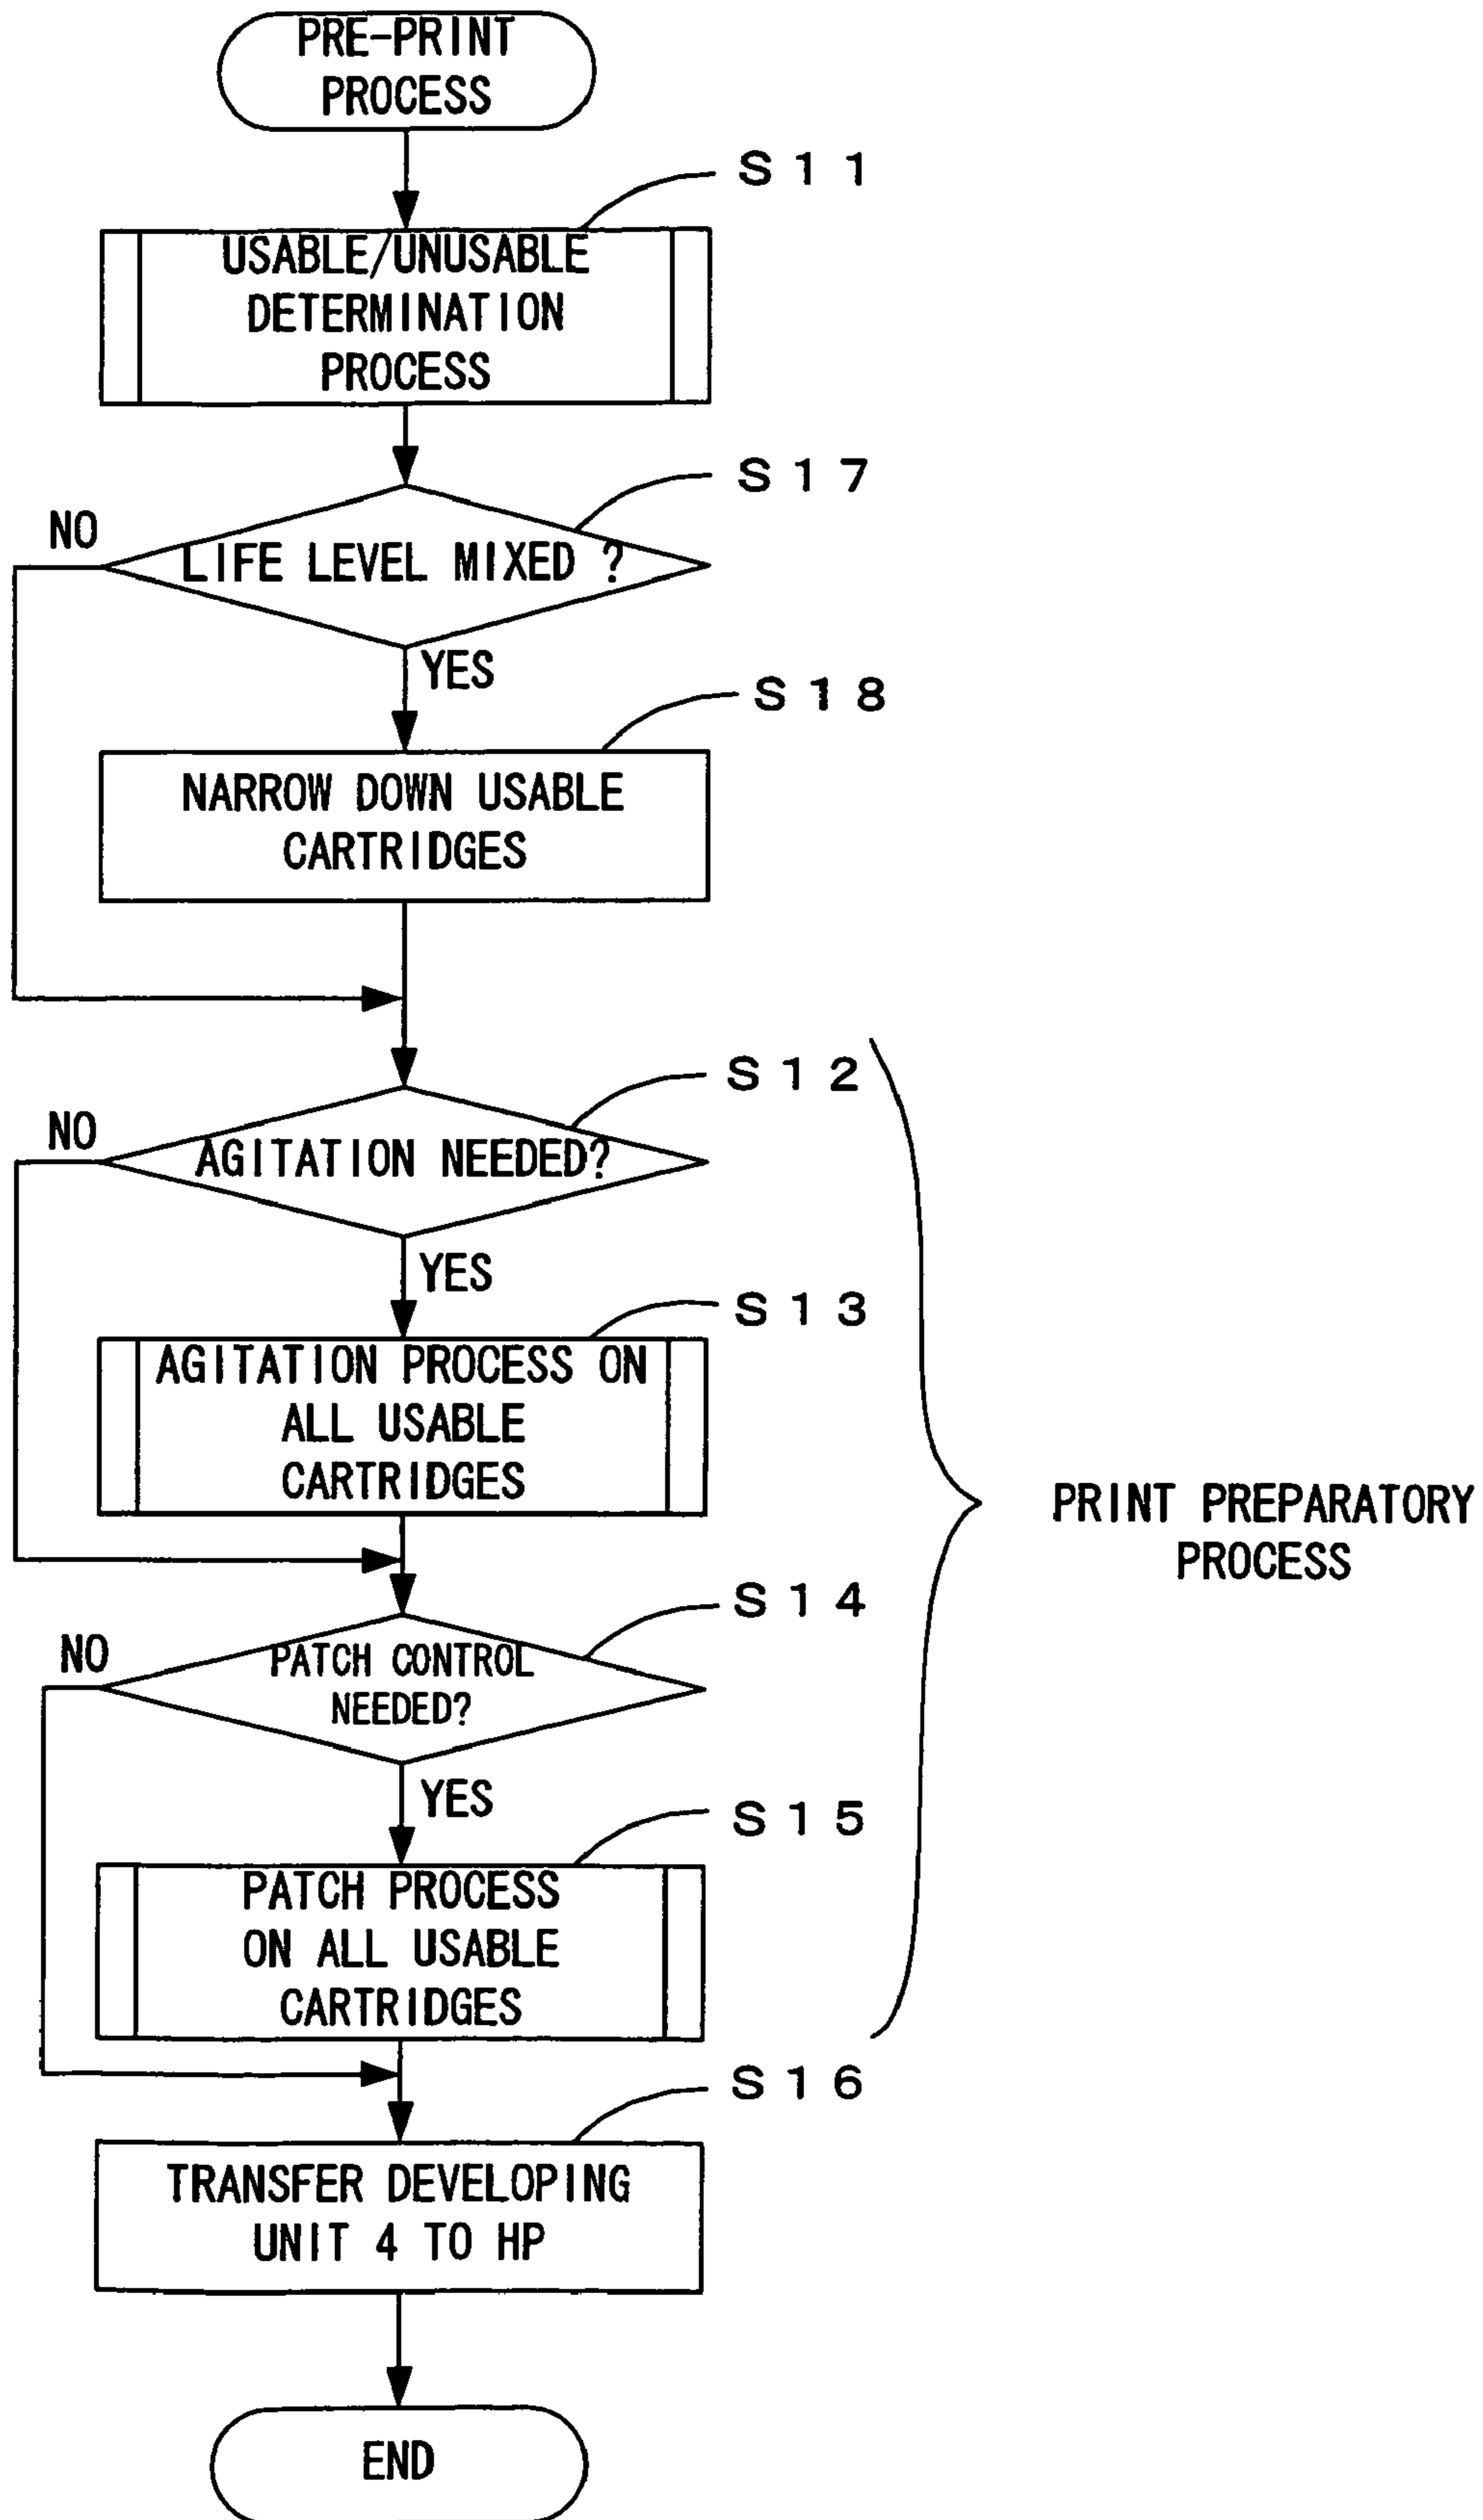 PRE-PRINT
PROCESS
S11
USABLE/UNUSABLE
DETERMINATION
PROCESS
S17
NO
LIFE LEVEL MIXED ?
YES
S18
NARROW DOWN USABLE
CARTRIDGES
S12
NO
AGITATION NEEDED?
YES
S13
AGITATION PROCESS ON
ALL USABLE
CARTRIDGES
PRINT PREPARATORY
PROCESS
S14
NO
PATCH CONTROL
NEEDED?
YES
S15
PATCH PROCESS
ON ALL USABLE
CARTRIDGES
S16
TRANSFER DEVELOPING
UNIT 4 TO HP
END